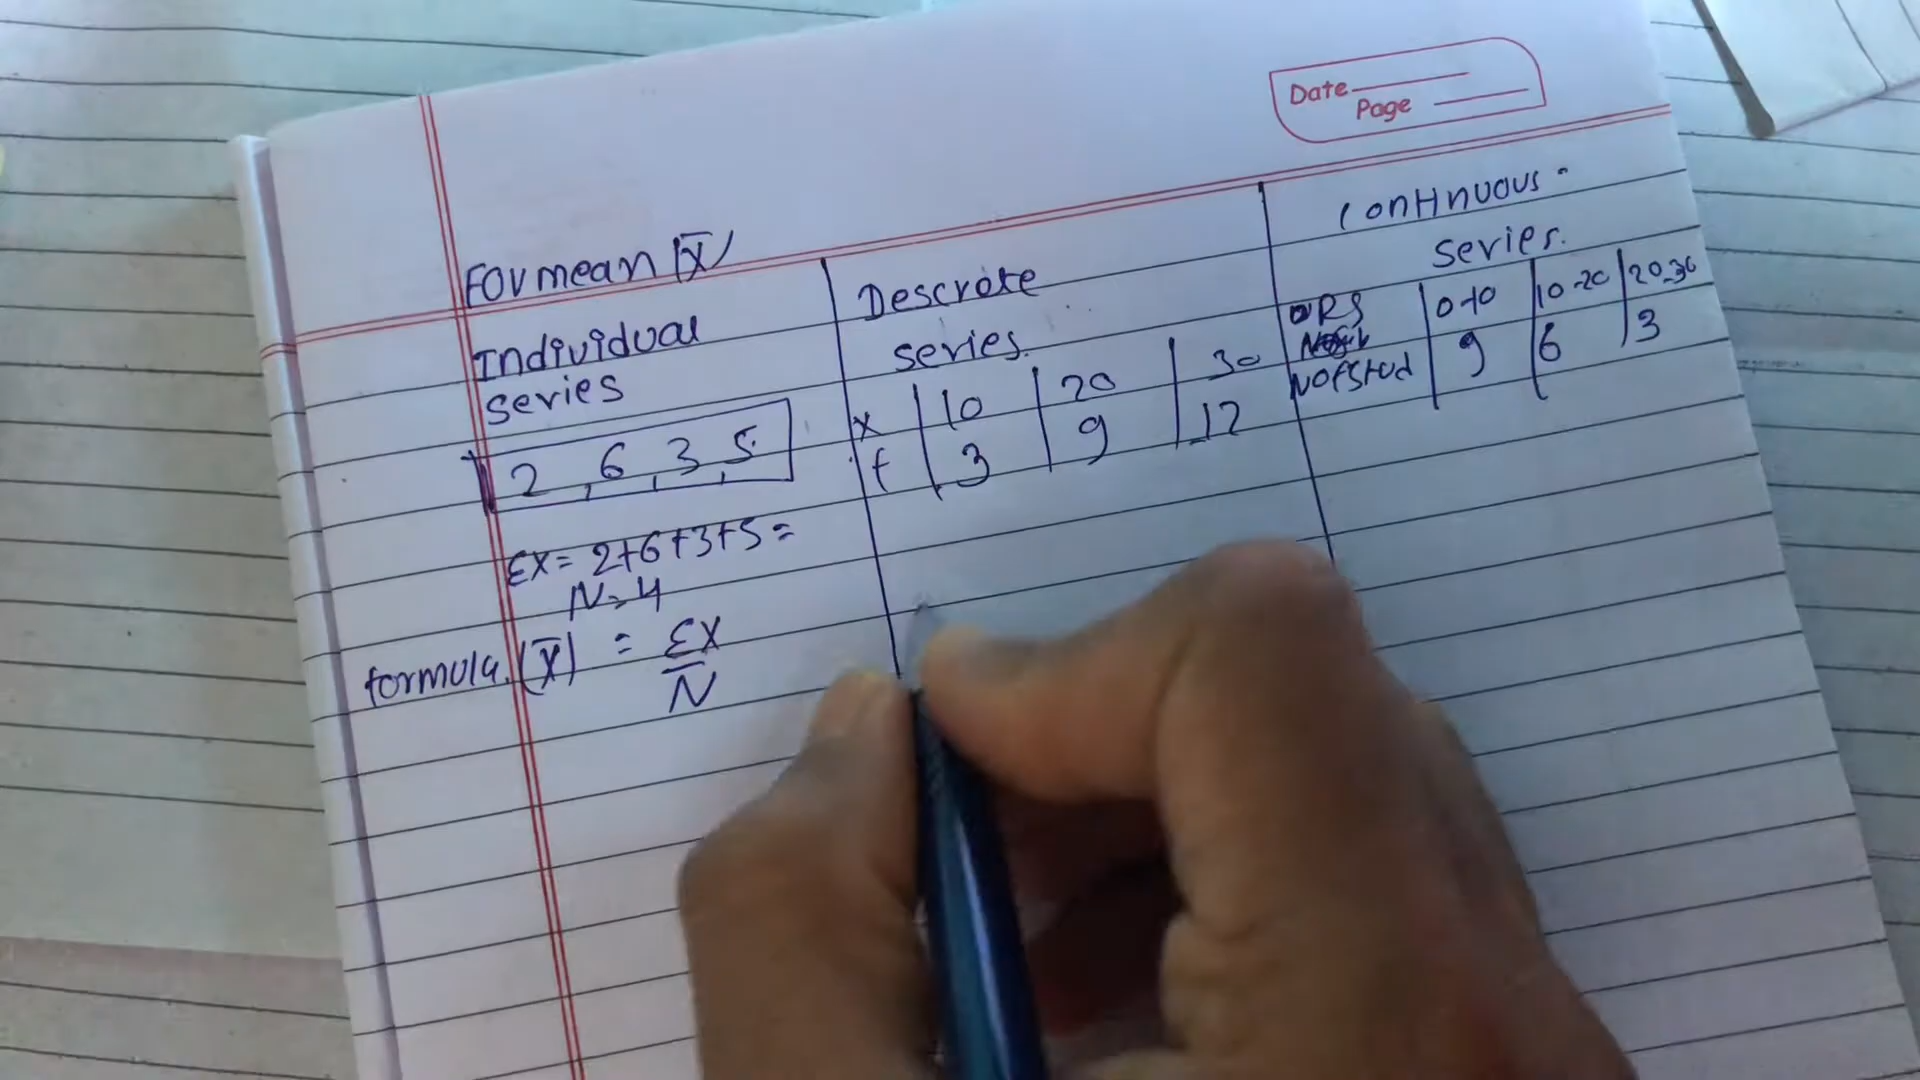 Date
Page
For mean (X̅)
Individual
series
2, 6, 3, 5
Σx = 2+6+3+5 =
N = 4
formula. (X̅) = Σx
N
Descrete
series.
x | 10 | 20 | 30
f | 3 | 9 | 12
Continuous
series.
RS | 0-10 | 10-20 | 20-30
N of Stud | 9 | 6 | 3